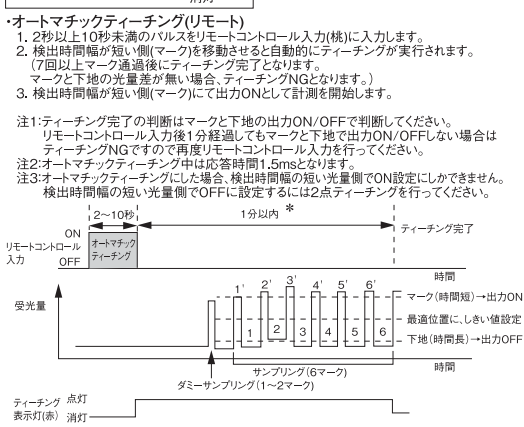 消灯
・オートマチックティーチング(リモート)
1. 2秒以上10秒未満のパルスをリモートコントロール入力(桃)に入力します。
2. 検出時間幅が短い側(マーク)を移動させると自動的にティーチングが実行されます。
(7回以上マーク通過後にティーチング完了となります。
マークと下地の光量差が無い場合、ティーチングNGとなります。)
3. 検出時間幅が短い側(マーク)にて出力ONとして計測を開始します。
注1:ティーチング完了の判断はマークと下地の出力ON/OFFで判断してください。
リモートコントロール入力後1分経過してもマークと下地で出力ON/OFFしない場合は
ティーチングNGですので再度リモートコントロール入力を行ってください。
注2:オートマチックティーチング中は応答時間1.5msとなります。
注3:オートマチックティーチングにした場合、検出時間幅の短い光量側でON設定にしかできません。
検出時間幅の短い光量側でOFFに設定するには2点ティーチングを行ってください。
2〜10秒
1分以内 *
ティーチング完了
ON
リモートコントロール
入力
OFF
オートマチック
ティーチング
時間
受光量
1' 2' 3' 4' 5' 6'
1 2 3 4 5 6
マーク(時間短)→出力ON
最適位置に、しきい値設定
下地(時間長)→出力OFF
時間
サンプリング(6マーク)
ダミーサンプリング(1〜2マーク)
ティーチング 点灯
表示灯(赤) 消灯